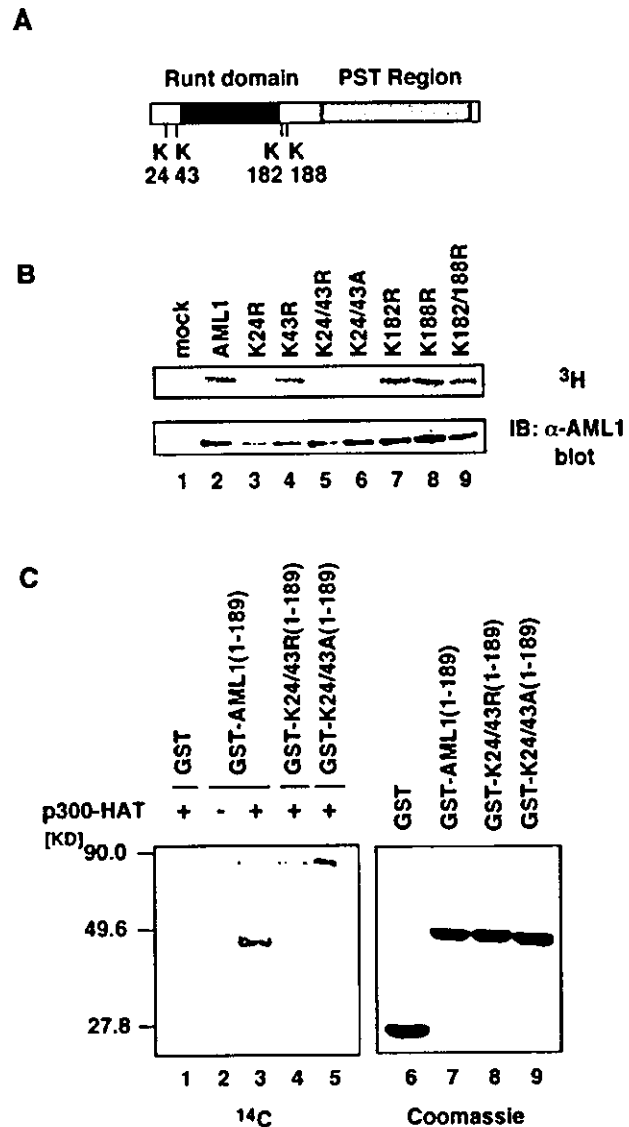 A
Runt domain PST Region
K K K K
24 43 182 188
B
mock AML1 K24R K43R K24/43R K24/43A K182R K188R K182/188R
3H
IB: α-AML1
blot
1 2 3 4 5 6 7 8 9
C
GST GST-AML1(1-189) GST-K24/43R(1-189) GST-K24/43A(1-189)
GST GST-AML1(1-189) GST-K24/43R(1-189) GST-K24/43A(1-189)
p300-HAT + - + + +
[KD]
90.0
49.6
27.8
1 2 3 4 5 6 7 8 9
14C Coomassie